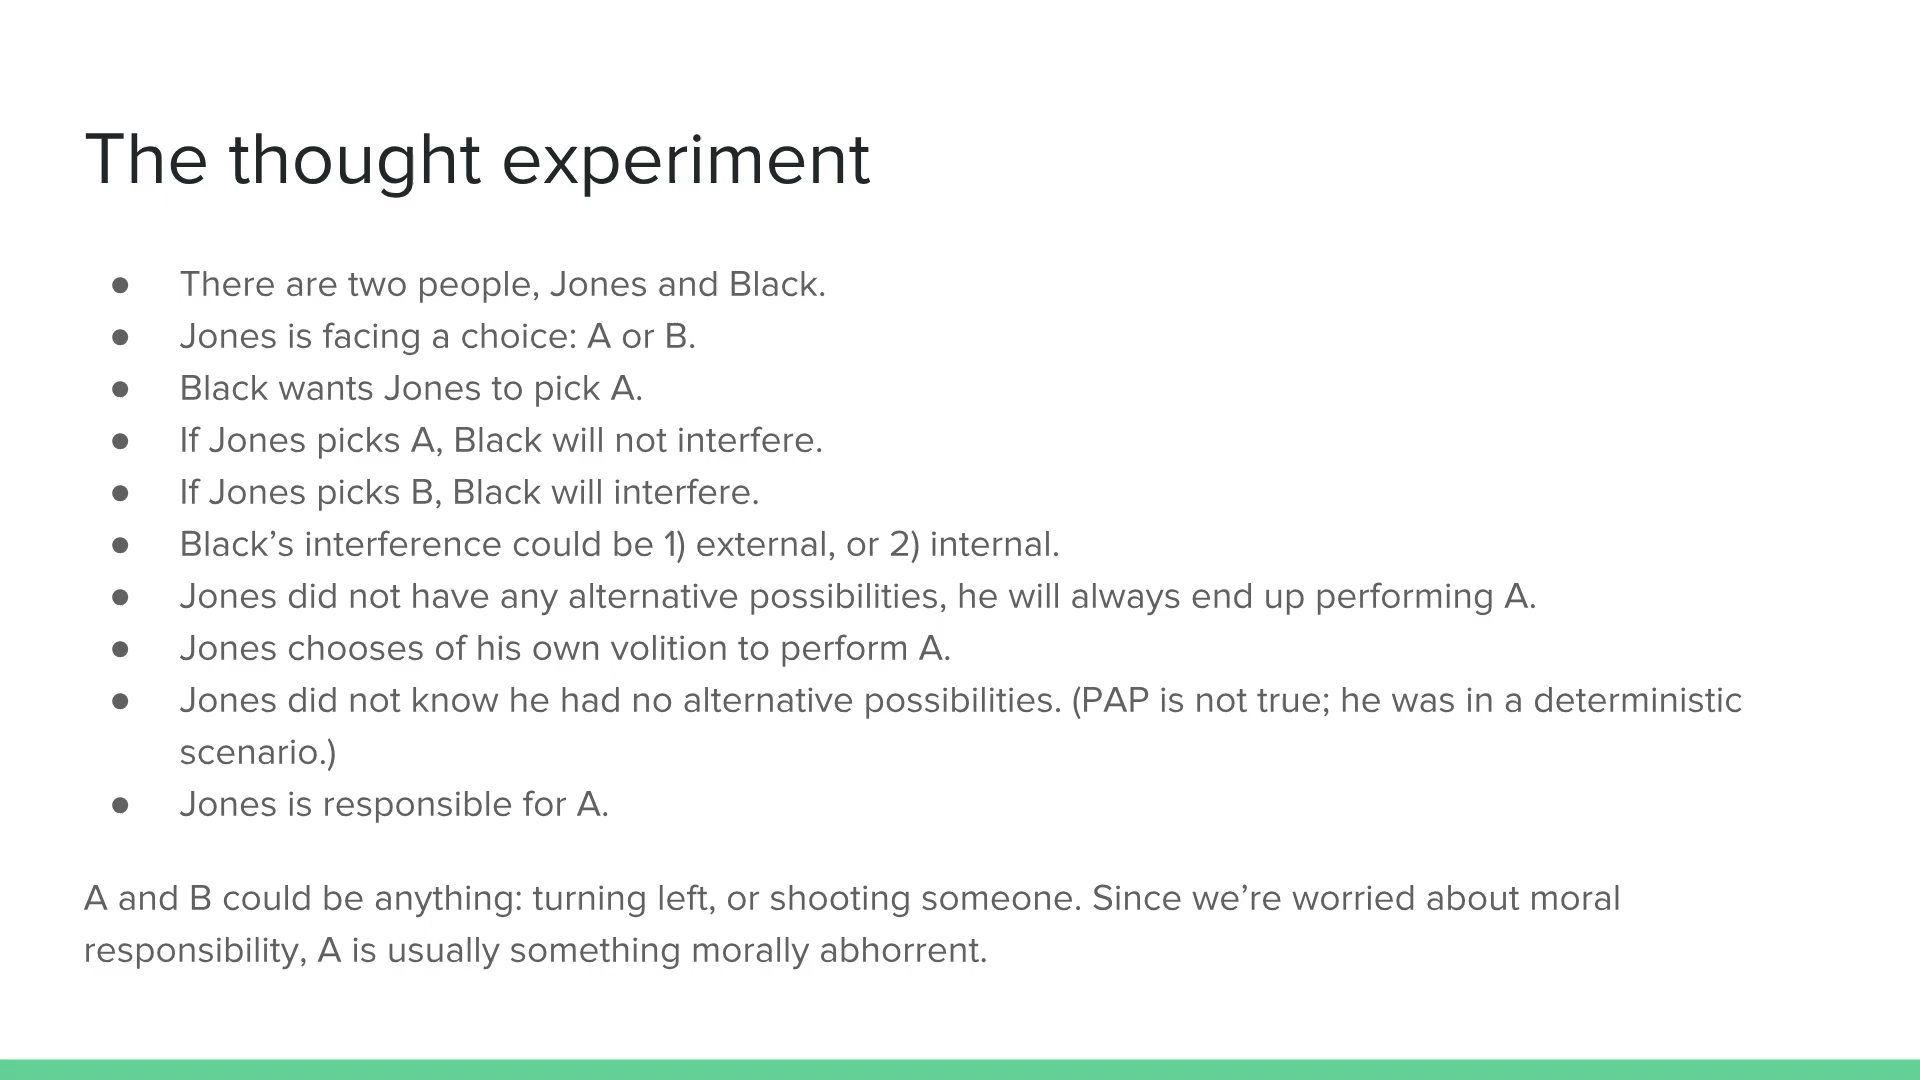 The thought experiment
● There are two people, Jones and Black.
● Jones is facing a choice: A or B.
● Black wants Jones to pick A.
● If Jones picks A, Black will not interfere.
● If Jones picks B, Black will interfere.
● Black’s interference could be 1) external, or 2) internal.
● Jones did not have any alternative possibilities, he will always end up performing A.
● Jones chooses of his own volition to perform A.
● Jones did not know he had no alternative possibilities. (PAP is not true; he was in a deterministic
scenario.)
● Jones is responsible for A.
A and B could be anything: turning left, or shooting someone. Since we’re worried about moral
responsibility, A is usually something morally abhorrent.